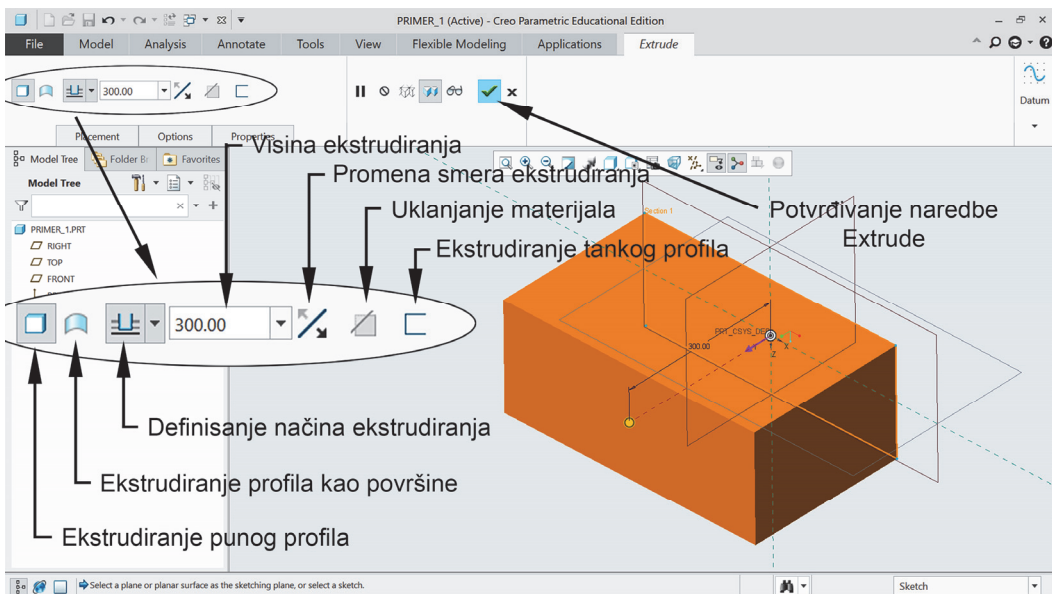 PRIMER_1 (Active) - Creo Parametric Educational Edition
File Model Analysis Annotate Tools View Flexible Modeling Applications Extrude
300.00
Datum
Placement Options Properties
Visina ekstrudiranja
Model Tree Folder Br Favorites
Promena smera ekstrudiranja
Model Tree
Uklanjanje materijala
Potvrđivanje naredbe
Extrude
Section 1
PRIMER_1.PRT
RIGHT
Ekstrudiranje tankog profila
TOP
FRONT
300.00
PRT_CSYS_DEF
300.00
X
Z
Definisanje načina ekstrudiranja
Ekstrudiranje profila kao površine
Ekstrudiranje punog profila
Select a plane or planar surface as the sketching plane, or select a sketch.
Sketch